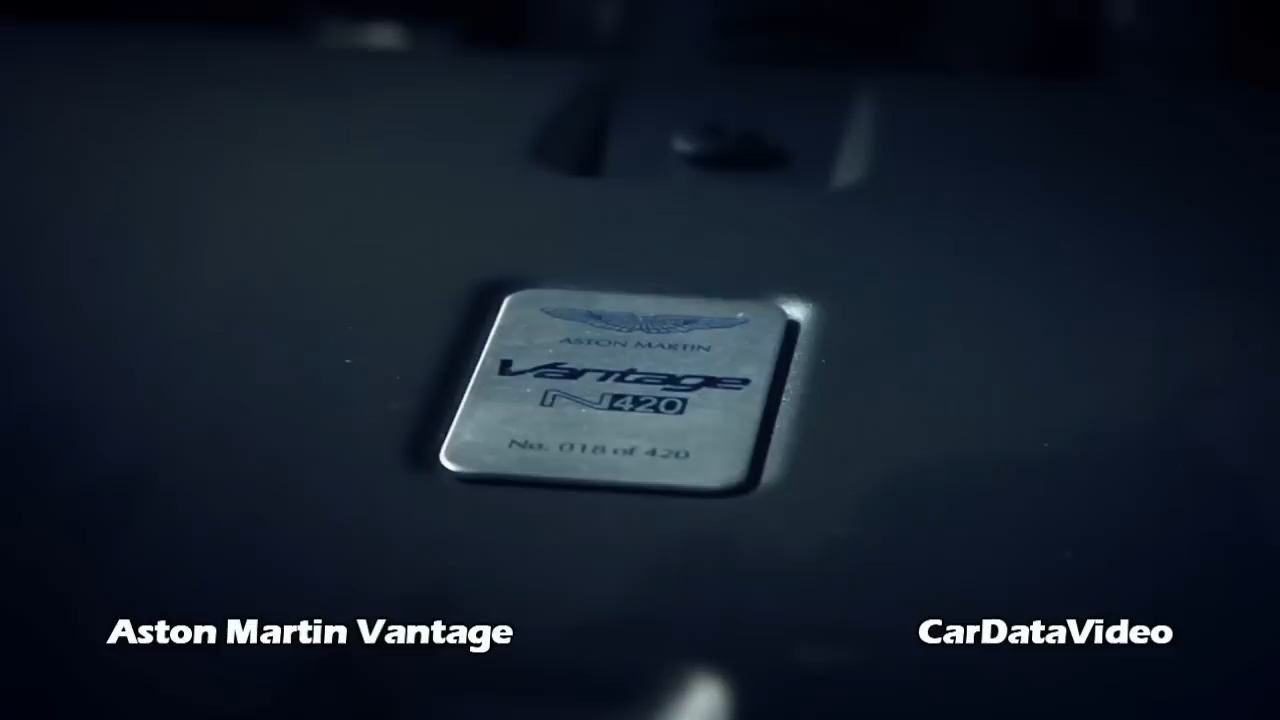 ASTON MARTIN
Vantage
N420
No. 018 of 420
Aston Martin Vantage
CarDataVideo